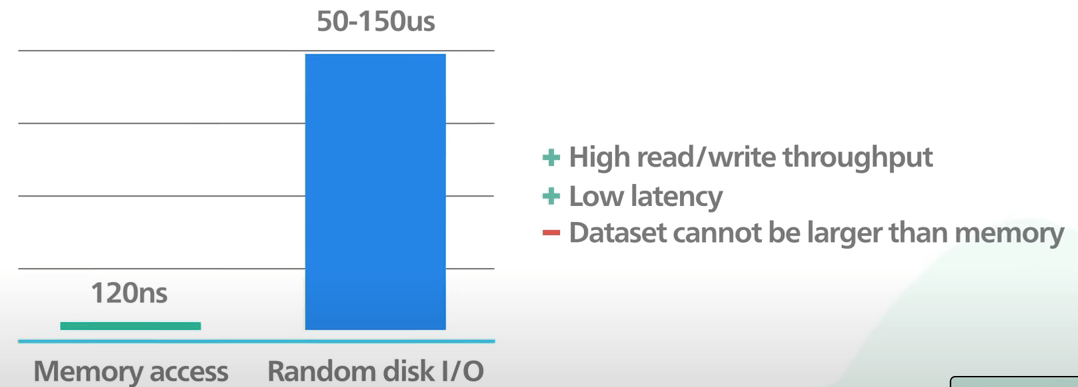 50-150us
120ns
Memory access
Random disk I/O
+ High read/write throughput
+ Low latency
− Dataset cannot be larger than memory